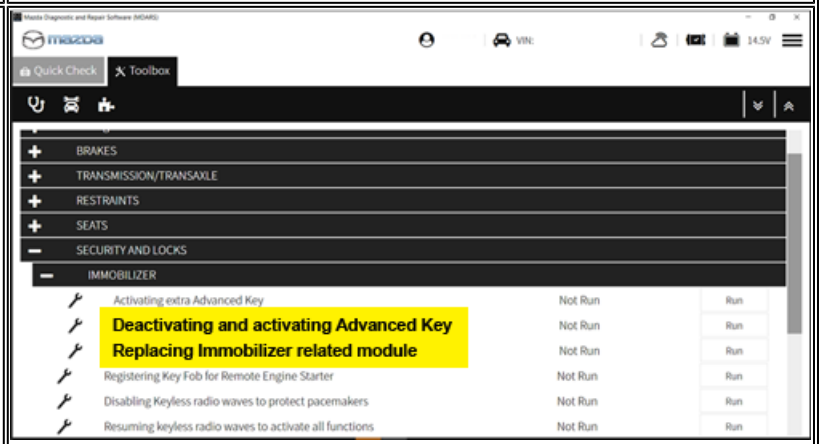 Mazda Diagnostic and Repair Software (MDARS)
mazda
VIN:
14.5V
Quick Check
Toolbox
BRAKES
TRANSMISSION/TRANSAXLE
RESTRAINTS
SEATS
SECURITY AND LOCKS
IMMOBILIZER
Activating extra Advanced Key Not Run Run
Deactivating and activating Advanced Key Not Run Run
Replacing Immobilizer related module Not Run Run
Registering Key Fob for Remote Engine Starter Not Run Run
Disabling Keyless radio waves to protect pacemakers Not Run Run
Resuming keyless radio waves to activate all functions Not Run Run